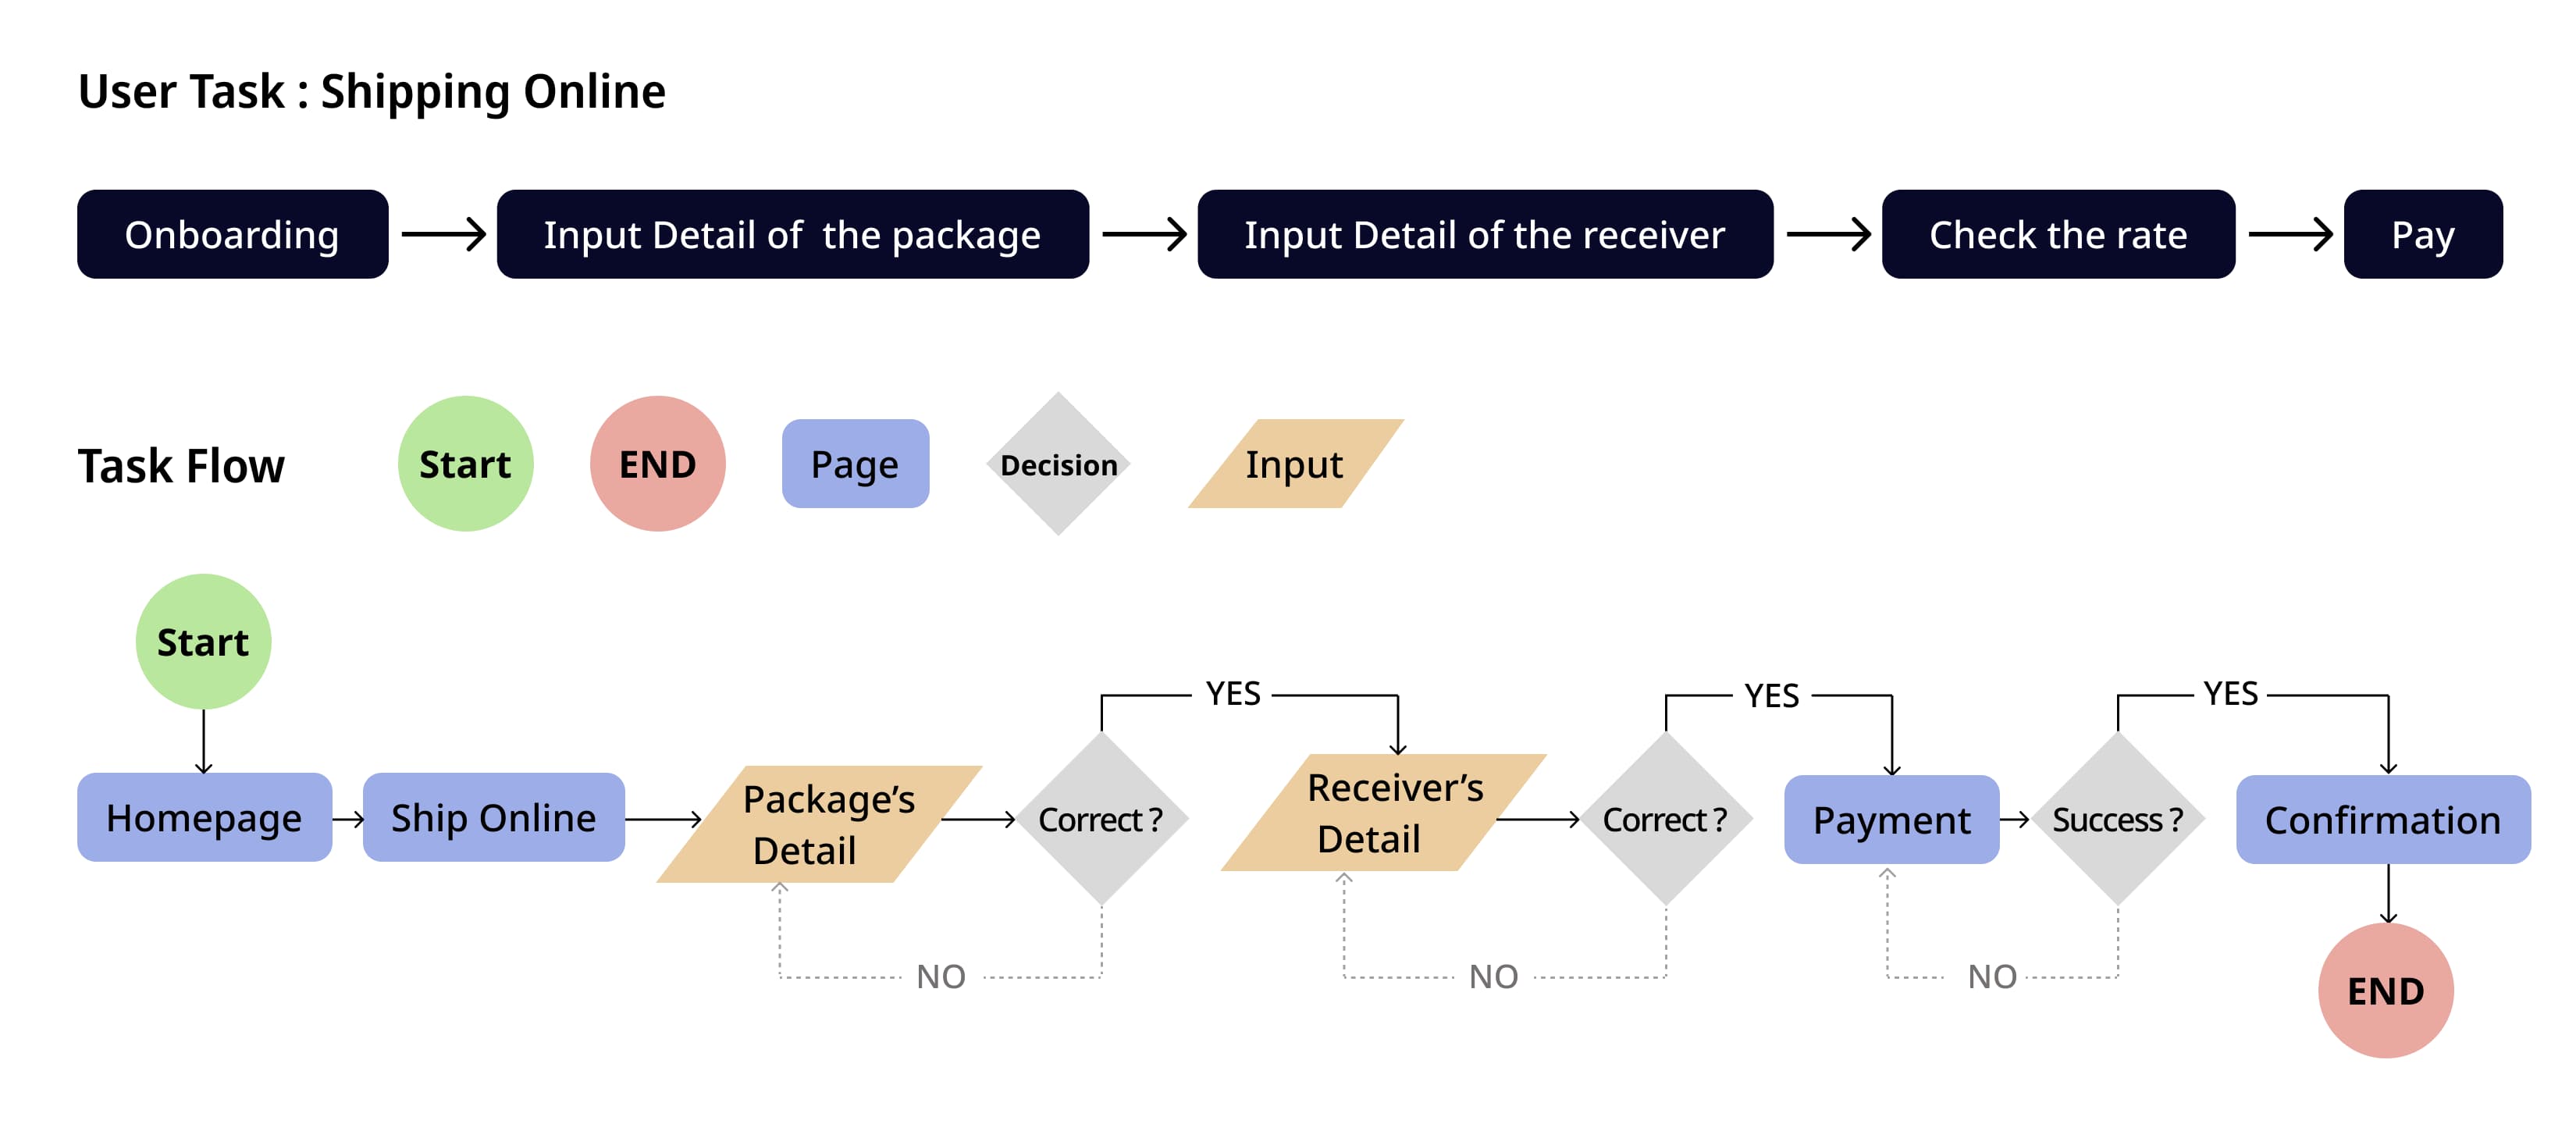 User Task : Shipping Online
Onboarding
Input Detail of  the package
Input Detail of the receiver
Check the rate
Pay
Task Flow
Start
END
Page
Decision
Input
Start
Homepage
Ship Online
Package’s
Detail
Correct ?
YES
NO
Receiver’s
Detail
Correct ?
YES
NO
Payment
Success ?
YES
NO
Confirmation
END